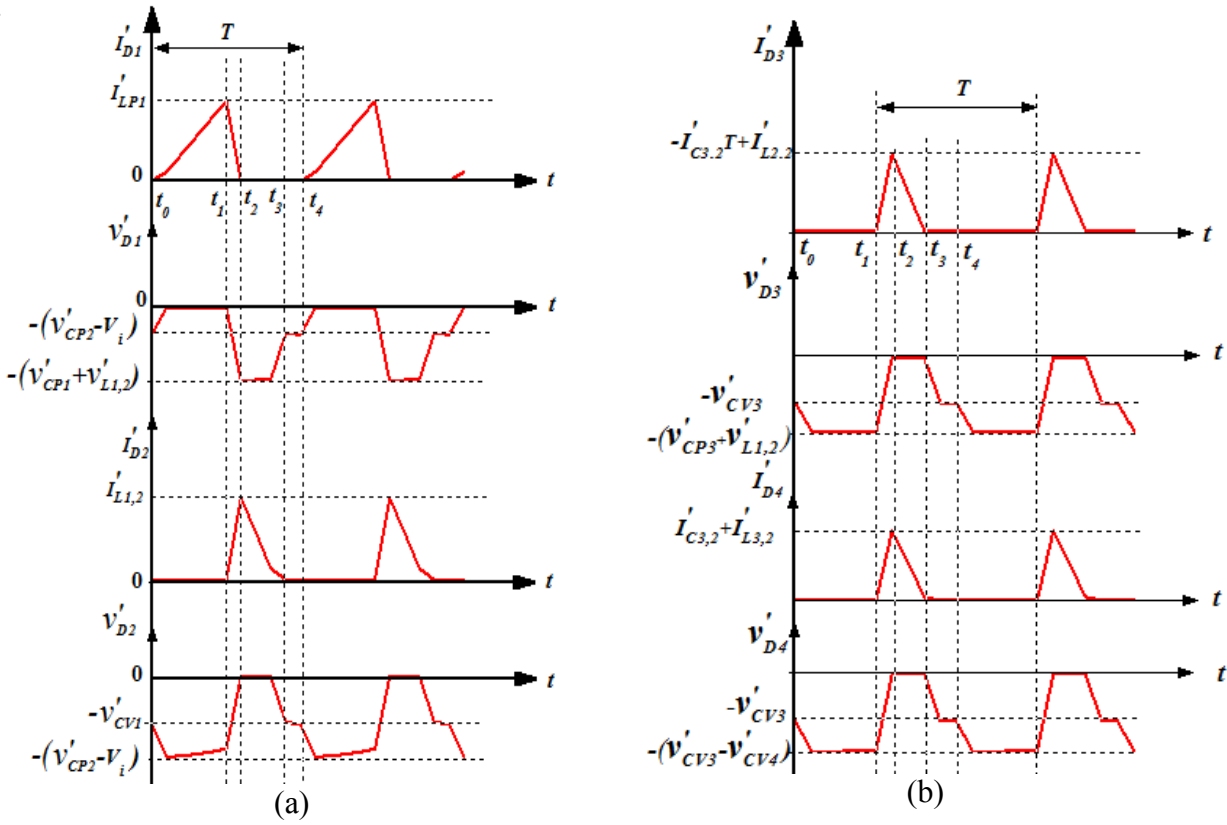 I'D1
T
I'LP1
0
t
t0 t1 t2 t3 t4
v'D1
0
t
-(v'CP2-Vi)
-(v'CP1+v'L1,2)
I'D2
I'L1,2
0
t
v'D2
0
t
-v'CV1
-(v'CP2-Vi)
(a)
I'D3
T
-I'C3.2T+I'L2.2
t
t0 t1 t2 t3 t4
v'D3
t
-v'CV3
-(v'CP3+v'L1,2)
I'D4
I'C3,2+I'L3,2
t
v'D4
t
-v'CV3
-(v'CV3-v'CV4)
(b)